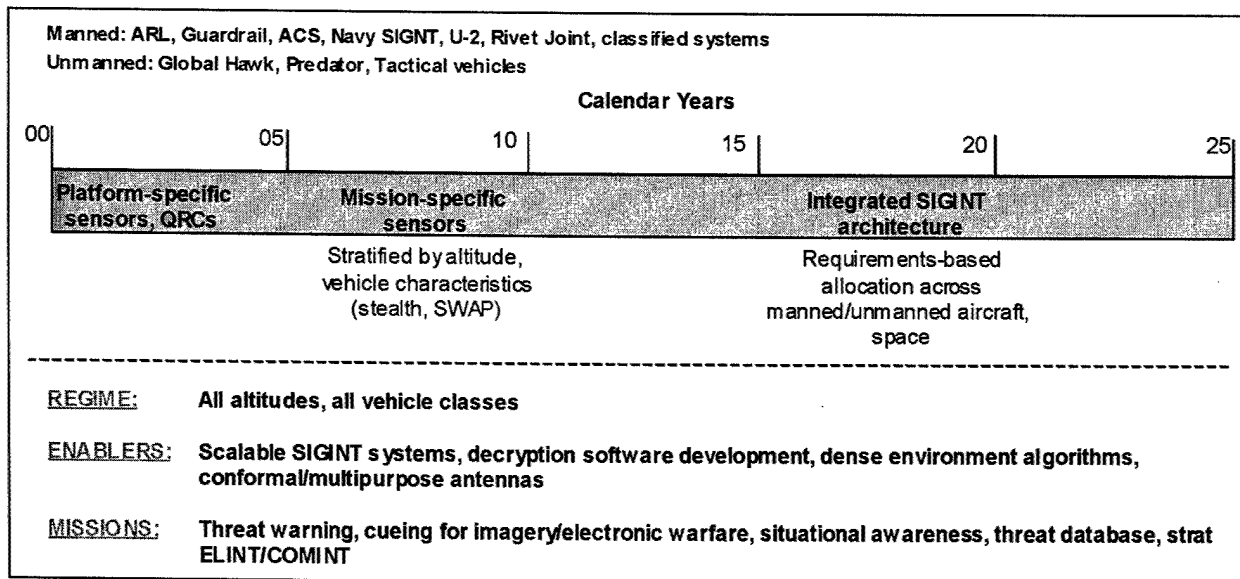 Manned: ARL, Guardrail, ACS, Navy SIGNT, U-2, Rivet Joint, classified systems
Unmanned: Global Hawk, Predator, Tactical vehicles
Calendar Years
00 05 10 15 20 25
Platform-specific
sensors, QRCs
Mission-specific
sensors
Integrated SIGINT
architecture
Stratified by altitude,
vehicle characteristics
(stealth, SWAP)
Requirements-based
allocation across
manned/unmanned aircraft,
space
REGIME: All altitudes, all vehicle classes
ENABLERS: Scalable SIGINT systems, decryption software development, dense environment algorithms,
conformal/multipurpose antennas
MISSIONS: Threat warning, cueing for imagery/electronic warfare, situational awareness, threat database, strat
ELINT/COMINT